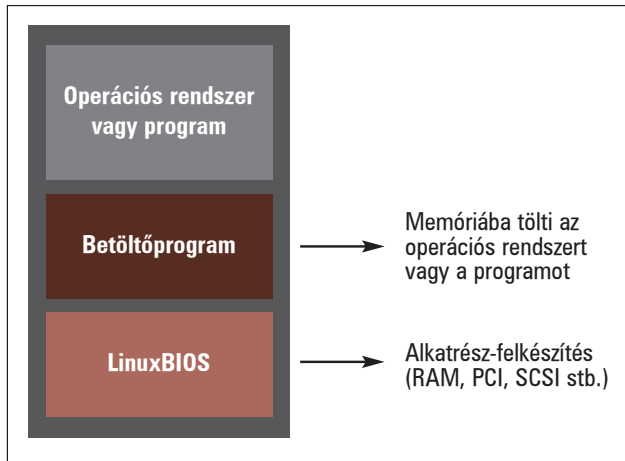 Operációs rendszer
vagy program
Betöltőprogram
Memóriába tölti az
operációs rendszert
vagy a programot
LinuxBIOS
Alkatrész-felkészítés
(RAM, PCI, SCSI stb.)